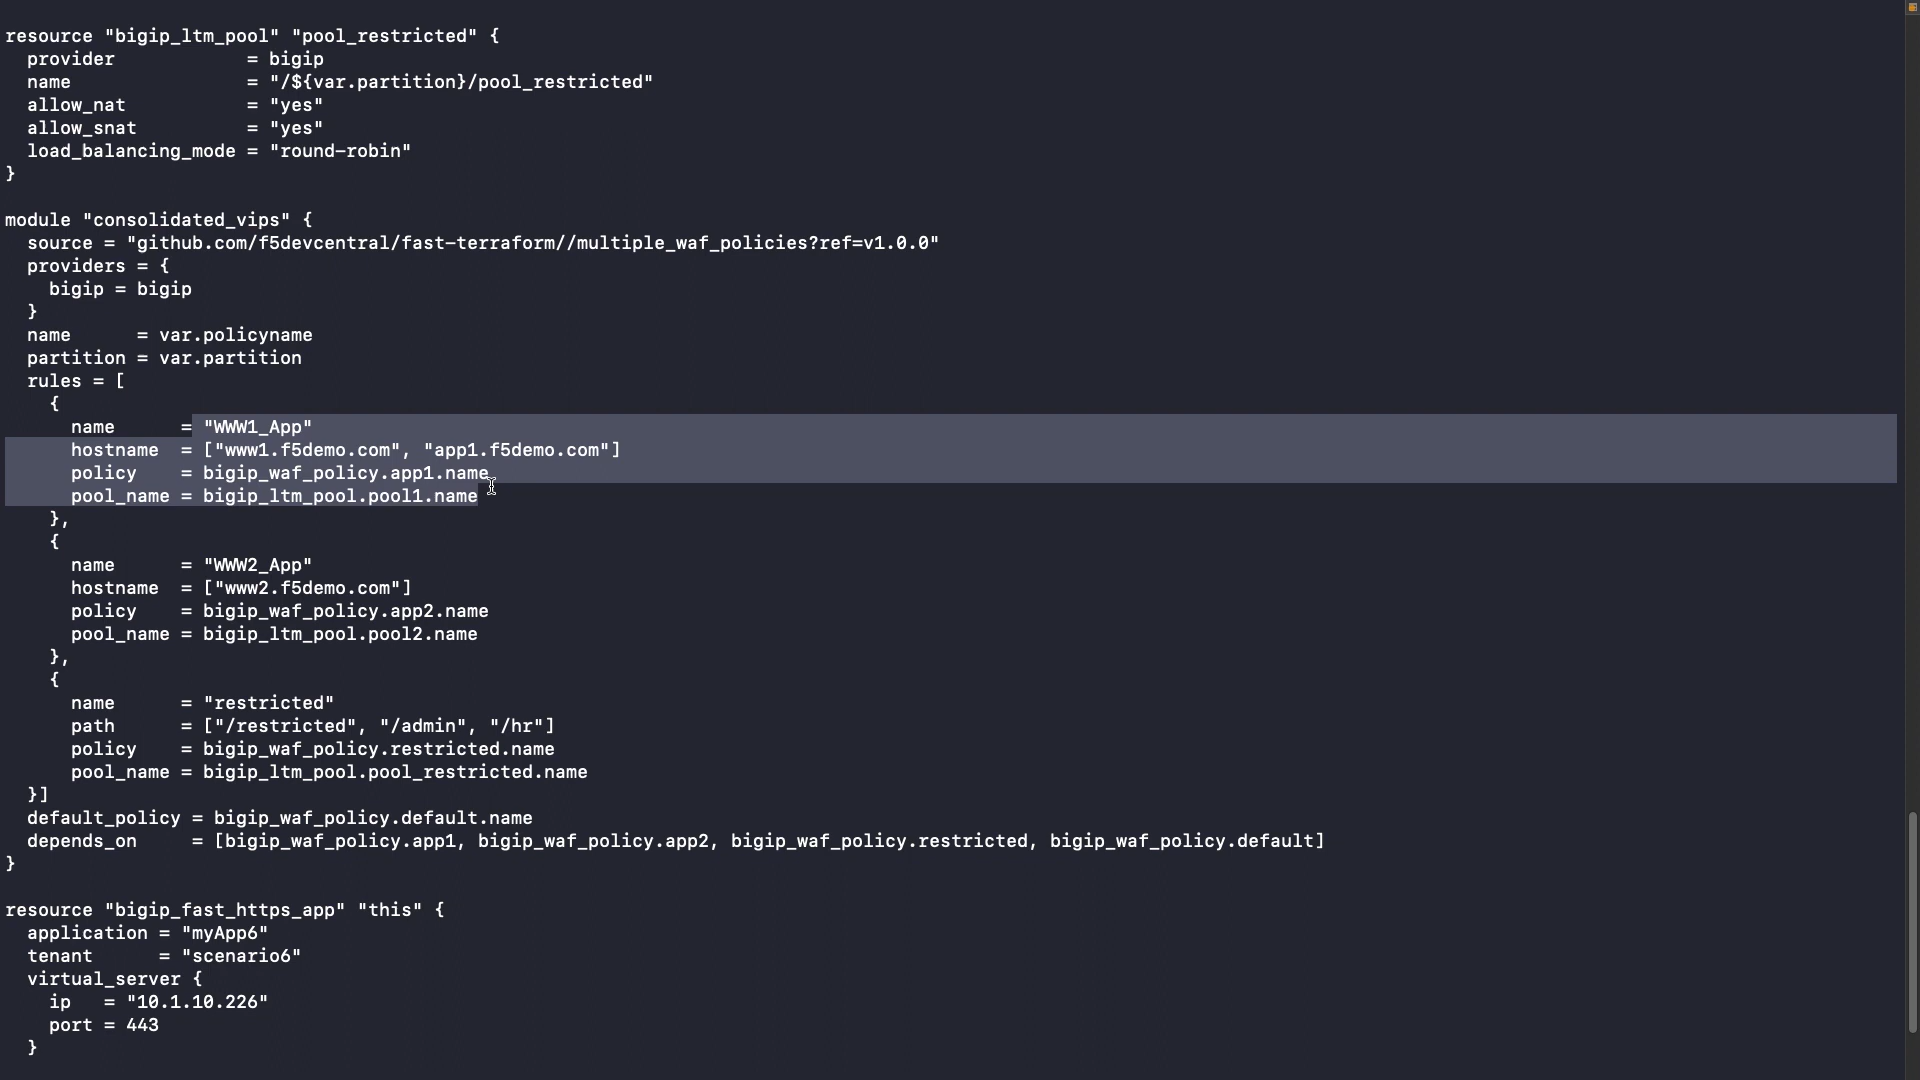 resource "bigip_ltm_pool" "pool_restricted" {
  provider            = bigip
  name                = "/${var.partition}/pool_restricted"
  allow_nat           = "yes"
  allow_snat          = "yes"
  load_balancing_mode = "round-robin"
}
module "consolidated_vips" {
  source = "github.com/f5devcentral/fast-terraform//multiple_waf_policies?ref=v1.0.0"
  providers = {
    bigip = bigip
  }
  name      = var.policyname
  partition = var.partition
  rules = [
    {
      name      = "WWW1_App"
      hostname  = ["www1.f5demo.com", "app1.f5demo.com"]
      policy    = bigip_waf_policy.app1.name
      pool_name = bigip_ltm_pool.pool1.name
    },
    {
      name      = "WWW2_App"
      hostname  = ["www2.f5demo.com"]
      policy    = bigip_waf_policy.app2.name
      pool_name = bigip_ltm_pool.pool2.name
    },
    {
      name      = "restricted"
      path      = ["/restricted", "/admin", "/hr"]
      policy    = bigip_waf_policy.restricted.name
      pool_name = bigip_ltm_pool.pool_restricted.name
  }]
  default_policy = bigip_waf_policy.default.name
  depends_on     = [bigip_waf_policy.app1, bigip_waf_policy.app2, bigip_waf_policy.restricted, bigip_waf_policy.default]
}
resource "bigip_fast_https_app" "this" {
  application = "myApp6"
  tenant      = "scenario6"
  virtual_server {
    ip   = "10.1.10.226"
    port = 443
  }